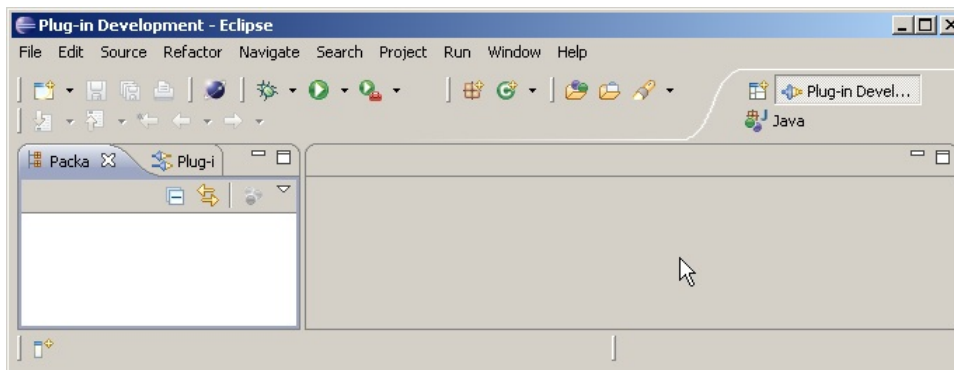 Plug-in Development - Eclipse
File Edit Source Refactor Navigate Search Project Run Window Help
Plug-in Devel...
Java
Packa Plug-i